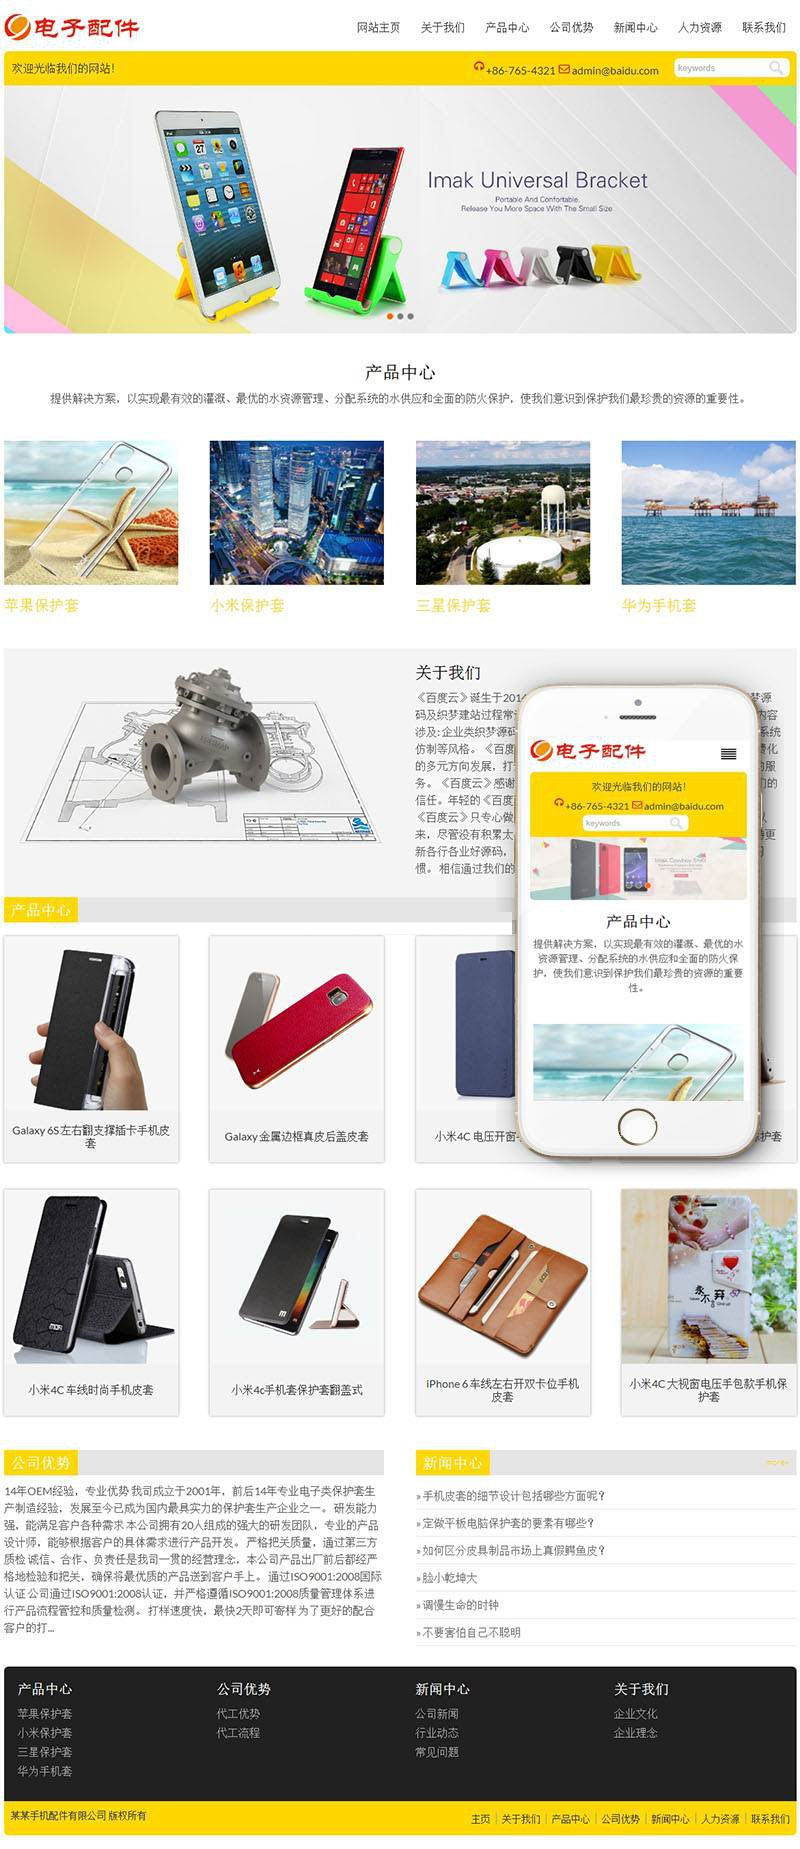 电子配件
网站主页 关于我们 产品中心 公司优势 新闻中心 人力资源 联系我们
欢迎光临我们的网站!
+86-765-4321 admin@baidu.com keywords
Imak Universal Bracket
Portable And Confortable.
Release You More Space With The Small Size
产品中心
提供解决方案，以实现最有效的灌溉、最优的水资源管理、分配系统的水供应和全面的防火保护，使我们意识到保护我们最珍贵的资源的重要性。
苹果保护套 小米保护套 三星保护套 华为手机套
关于我们
《百度云》诞生于201
码及织梦建站过程常
涉及:企业类织梦源码
仿制等风格。《百度
的多元方向发展，打
务。《百度云》感谢
信任。年轻的《百度
《百度云》只专心做
来，尽管没有积累太
新各行各业好源码，
惯。相信通过我们的
电子配件
欢迎光临我们的网站!
+86-765-4321 admin@baidu.com
keywords
产品中心
提供解决方案，以实现最有效的灌溉、最优的水
资源管理、分配系统的水供应和全面的防火保
护，使我们意识到保护我们最珍贵的资源的重要
性。
产品中心
Galaxy 6S 左右翻支撑插卡手机皮
套
Galaxy 金属边框真皮后盖皮套
小米4C 电压开窗
保护套
小米4C 车线时尚手机皮套
小米4c手机套保护套翻盖式
iPhone 6 车线左右开双卡位手机
皮套
小米4C 大视窗电压手包款手机保
护套
公司优势
14年OEM经验，专业优势 我司成立于2001年，前后14年专业电子类保护套生
产制造经验，发展至今已成为国内最具实力的保护套生产企业之一。 研发能力
强，能满足客户各种需求 本公司拥有20人组成的强大的研发团队，专业的产品
设计师，能够根据客户的具体需求进行产品开发。 严格把关质量，通过第三方
质检 诚信、合作、负责任是我司一贯的经营理念，本公司产品出厂前后都经严
格地检验和把关，确保将最优质的产品送到客户手上。 通过ISO9001:2008国际
认证 公司通过ISO9001:2008认证，并严格遵循ISO9001:2008质量管理体系进
行产品流程管控和质量检测。 打样速度快，最快2天即可寄样 为了更好的配合
客户的打...
新闻中心 more+
» 手机皮套的细节设计包括哪些方面呢？
» 定做平板电脑保护套的要素有哪些？
» 如何区分皮具制品市场上真假鳄鱼皮？
» 脸小乾坤大
» 调慢生命的时钟
» 不要害怕自己不聪明
产品中心 公司优势 新闻中心 关于我们
苹果保护套 代工优势 公司新闻 企业文化
小米保护套 代工流程 行业动态 企业理念
三星保护套 常见问题
华为手机套
某某手机配件有限公司 版权所有
主页 | 关于我们 | 产品中心 | 公司优势 | 新闻中心 | 人力资源 | 联系我们